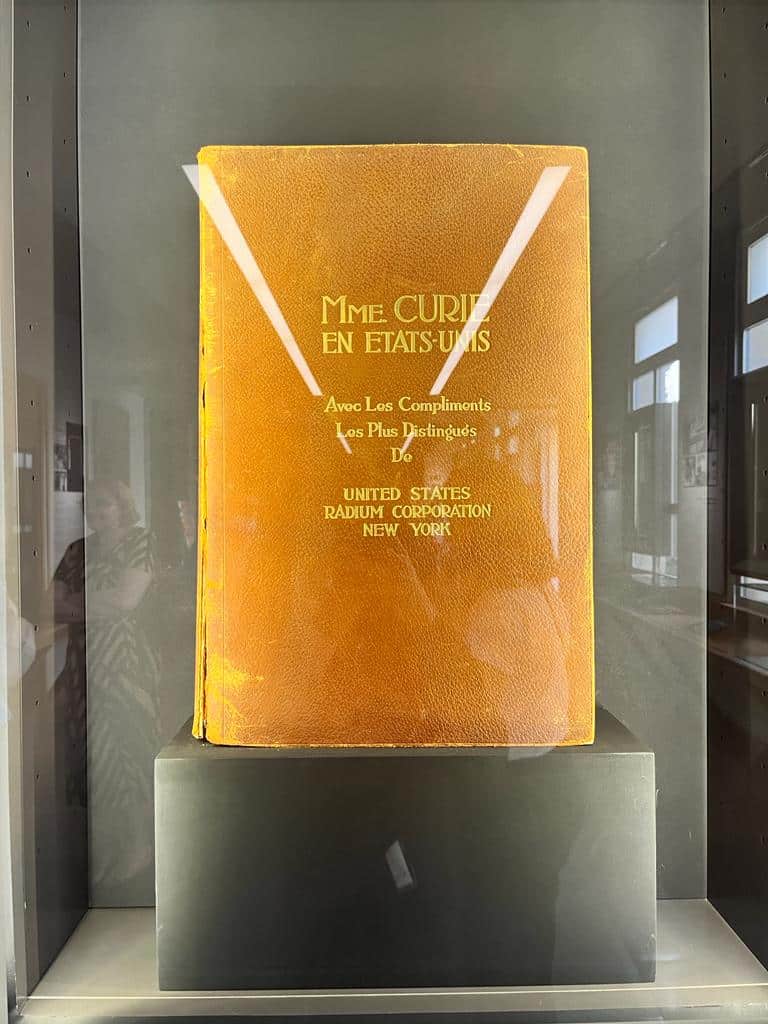 MME. CURIE
EN ETATS-UNIS
Avec Les Compliments
Les Plus Distingués
De
UNITED STATES
RADIUM CORPORATION
NEW YORK